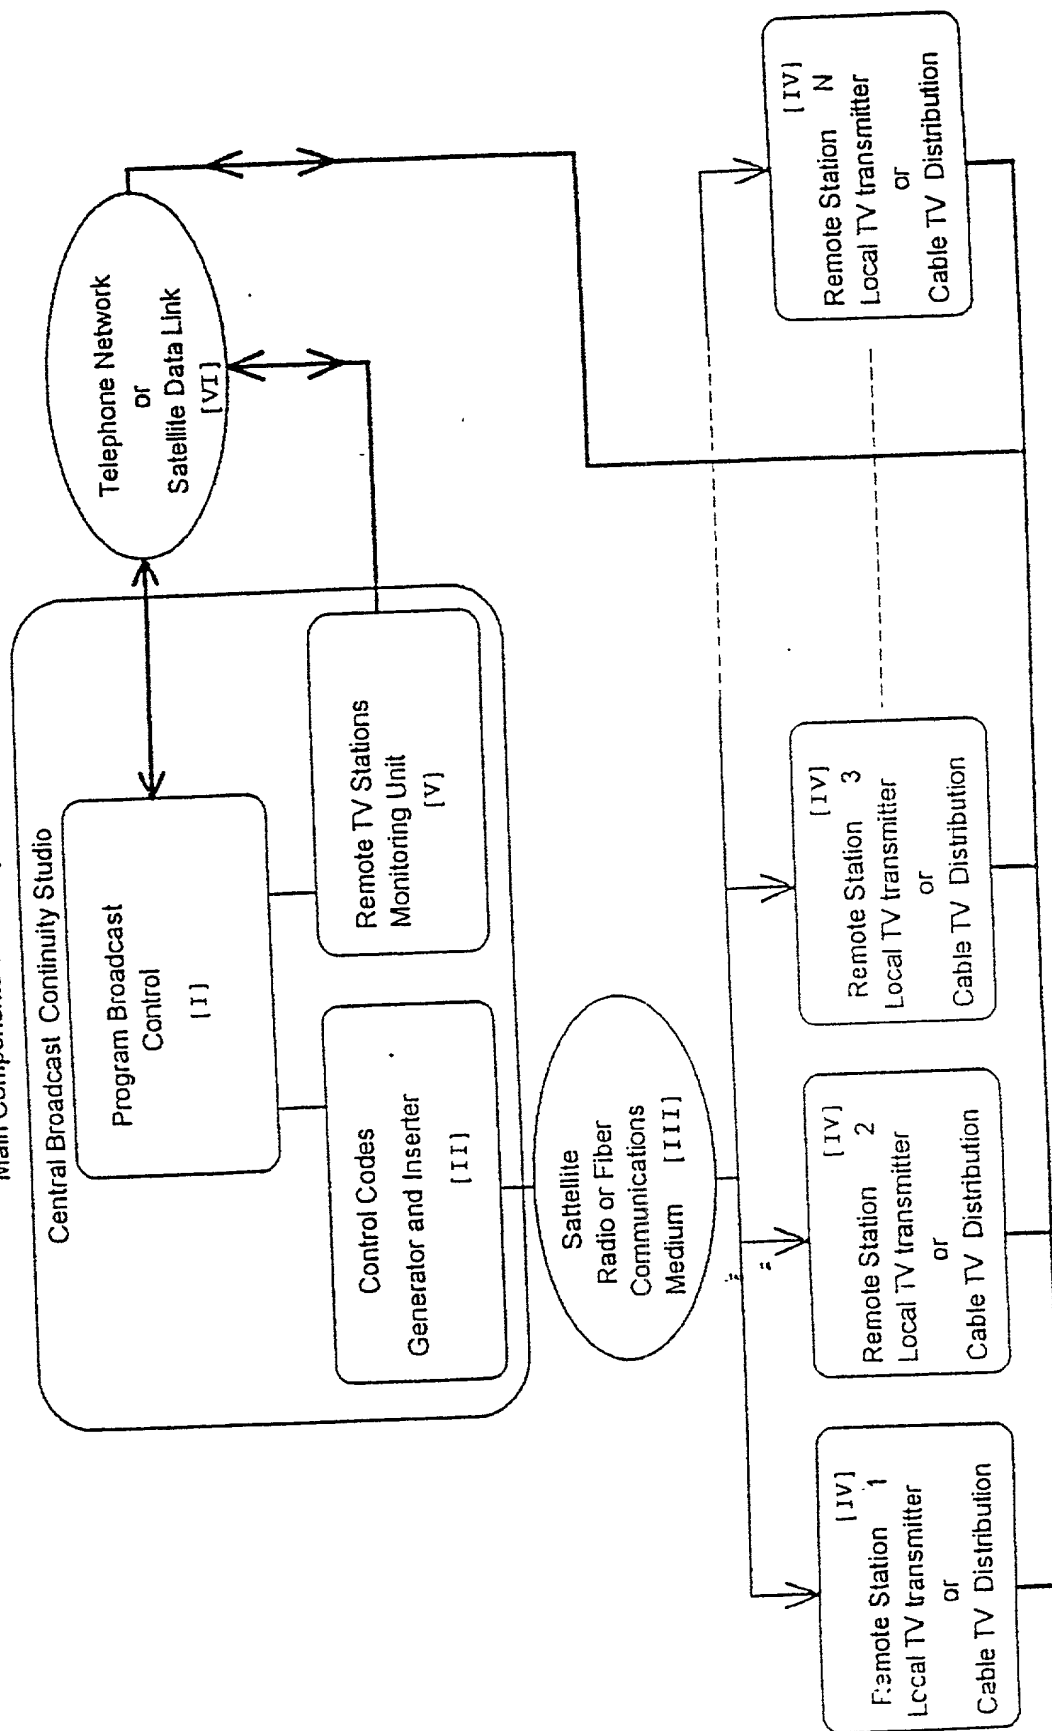 Main Components
Central Broadcast Continuity Studio
Program Broadcast
Control
[I]
Control Codes
Generator and Inserter
[II]
Remote TV Stations
Monitoring Unit
[V]
Telephone Network
or
Satellite Data Link
[VI]
Sattellite
Radio or Fiber
Communications
Medium [III]
[IV]
Remote Station 1
Local TV transmitter
or
Cable TV Distribution
[IV]
Remote Station 2
Local TV transmitter
or
Cable TV Distribution
[IV]
Remote Station 3
Local TV transmitter
or
Cable TV Distribution
[IV]
Remote Station N
Local TV transmitter
or
Cable TV Distribution